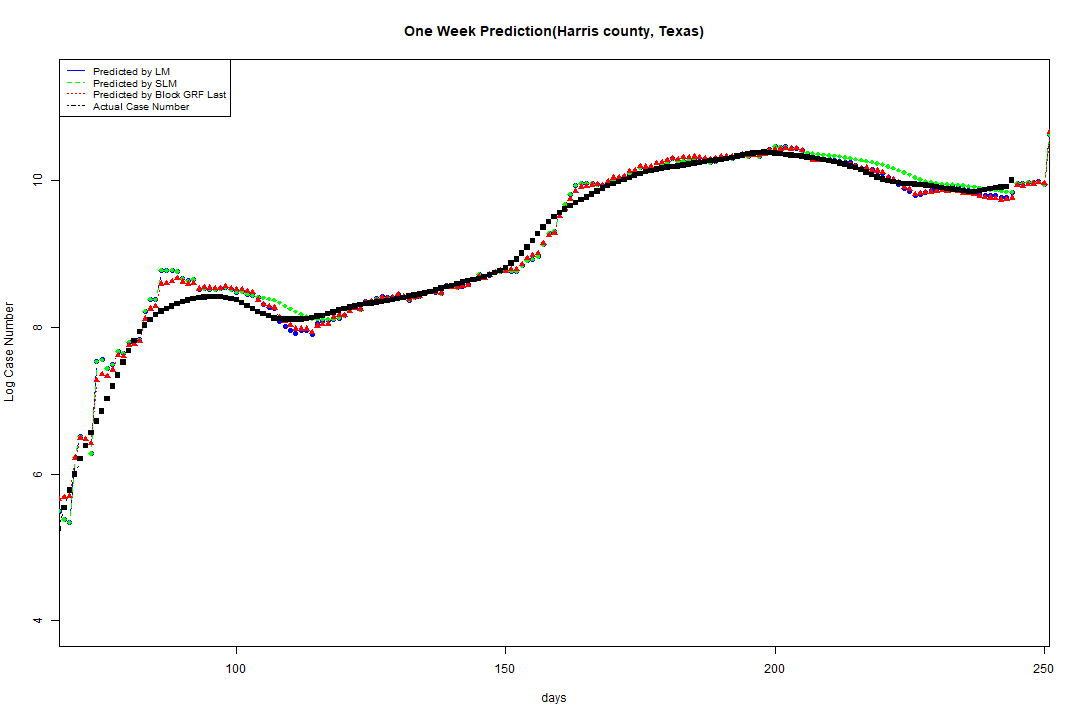 One Week Prediction(Harris county, Texas)
Predicted by LM
Predicted by SLM
Predicted by Block GRF Last
Actual Case Number
Log Case Number
10
8
6
4
100 150 200 250
days